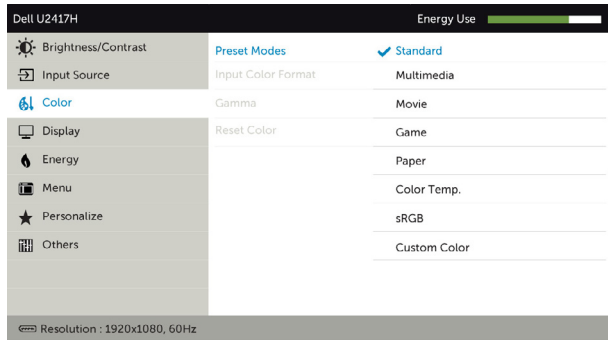 Dell U2417H
Energy Use
Brightness/Contrast
Input Source
Color
Display
Energy
Menu
Personalize
Others
Preset Modes
Input Color Format
Gamma
Reset Color
Standard
Multimedia
Movie
Game
Paper
Color Temp.
sRGB
Custom Color
Resolution : 1920x1080, 60Hz